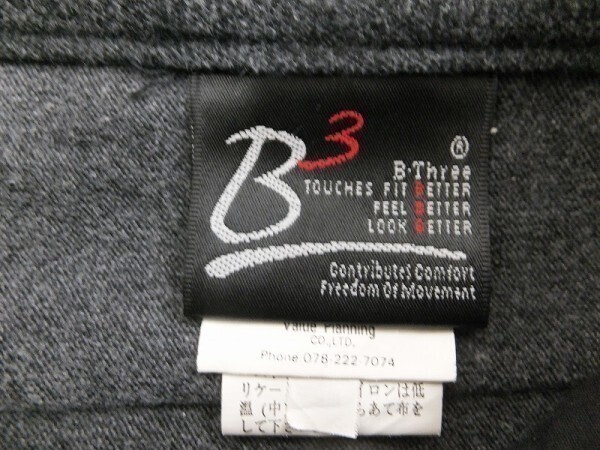 B3
®
B·Three
TOUCHES FIT BETTER
FEEL BETTER
LOOK BETTER
Contributes Comfort
Freedom Of Movement
Value Planning
CO.,LTD.
Phone 078-222-7074
リケー イロンは低
温(中) らあて布を
して下さ